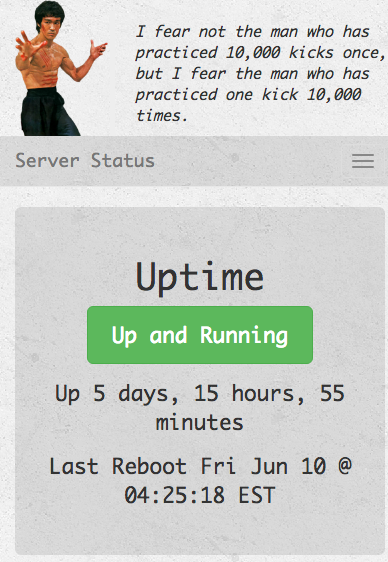 I fear not the man who has
practiced 10,000 kicks once,
but I fear the man who has
practiced one kick 10,000
times.
Server Status
Uptime
Up and Running
Up 5 days, 15 hours, 55
minutes
Last Reboot Fri Jun 10 @
04:25:18 EST